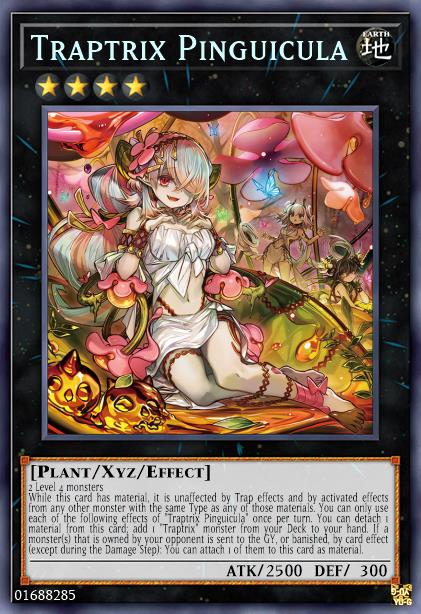 TRAPTRIX PINGUICULA
EARTH
地
[PLANT/XYZ/EFFECT]
2 Level 4 monsters
While this card has material, it is unaffected by Trap effects and by activated effects
from any other monster with the same Type as any of those materials. You can only use
each of the following effects of "Traptrix Pinguicula" once per turn. You can detach 1
material from this card; add 1 "Traptrix" monster from your Deck to your hand. If a
monster(s) that is owned by your opponent is sent to the GY, or banished, by card effect
(except during the Damage Step): You can attach 1 of them to this card as material.
ATK/2500 DEF/ 300
01688285